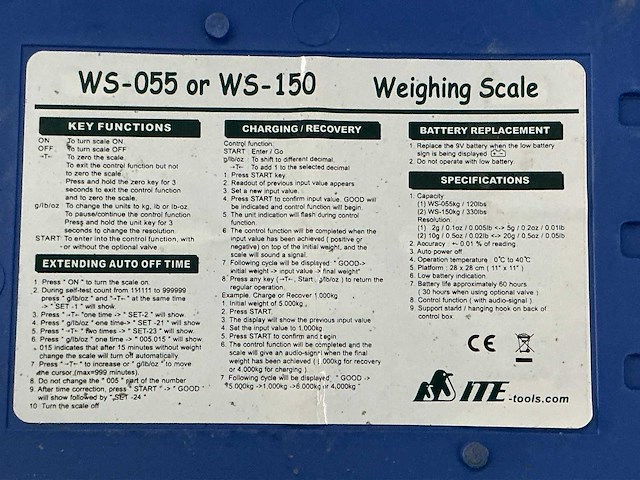 WS-055 or WS-150 Weighing Scale
KEY FUNCTIONS
ON To turn scale ON.
OFF To turn scale OFF
→T← To zero the scale.
To exit the control function but not
to zero the scale.
Press and hold the zero key for 3
seconds to exit the control function
and to zero the scale.
g/lb/oz To change the units to kg, lb or lb-oz.
To pause/continue the control function.
Press and hold the unit key for 3
seconds to change the resolution
START To enter into the control function, with
or without the optional valve.
EXTENDING AUTO OFF TIME
1. Press " ON " to turn the scale on.
2. During self-test count from 111111 to 999999
press " g/lb/oz " and " →T← " at the same time
-> " SET -1 " will show.
3. Press " →T← " one time -> " SET-2 " will show.
4. Press " g/lb/oz " one time-> " SET -21 " will show
5. Press " →T← " two times -> " SET-23 " will show.
6. Press " g/lb/oz " one time -> " 005.015 " will show.
015 indicates that after 15 minutes without weight
change the scale will turn off automatically.
7. Press " →T← " to increase or " g/lb/oz " to move
the cursor (max=999 minutes).
8. Do not change the " 005 " part of the number
9. After time correction, press " START " -> " GOOD "
will show followed by " SET -24 "
10 Turn the scale off
CHARGING / RECOVERY
Control function:
START : Enter / Go
g/lb/oz : To shift to different decimal.
→T← : To add 1 to the selected decimal
1. Press START key.
2. Readout of previous input value appears
3. Set a new input value.
4. Press START to confirm input value. GOOD will
be indicated and control function will begin.
5. The unit indication will flash during control
function.
6. The control function will be completed when the
input value has been achieved ( positive or
negative) on top of the initial weight, and the
scale will sound a signal.
7 Following cycle will be displayed: " GOOD->
initial weight -> input value -> final weight"
8 Press any key ( →T← , Start , g/lb/oz ) to return the
regular operation.
Example: Charge or Recover 1.000kg
1. Initial weight of 5.000kg
2. Press START.
3. The display will show the previous input value
4. Set the input value to 1.000kg
5. Press START to confirm and begin
6. The control function will be completed and the
scale will give an audio-signal when the final
weight has been achieved (1.000kg for recovery
or 4.000kg for charging ).
7 Following cycle will be displayed " GOOD ->
5.000kg ->1.000kg ->6.000kg or 4.000kg "
BATTERY REPLACEMENT
1. Replace the 9V battery when the low battery
sign is being displayed
2. Do not operate with low battery
SPECIFICATIONS
1. Capacity
(1) WS-055kg / 120lbs
(2) WS-150kg / 330lbs
Resolution:
(1) 2g / 0.1oz / 0.005lb <-> 5g / 0.2oz / 0.01lb
(2) 10g / 0.5oz / 0.02lb <-> 20g / 0.5oz / 0.05lb
2. Accuracy : +- 0.01 % of reading
3. Auto power off
4. Operation temperature : 0°C to 40°C
5. Platform : 28 x 28 cm ( 11" x 11" )
6. Low battery indication.
7. Battery life approximately 60 hours.
( 30 hours when using optional valve )
8. Control function ( with audio-signal )
9. Support stand / hanging hook on back of
control box
CE
ITE-tools.com